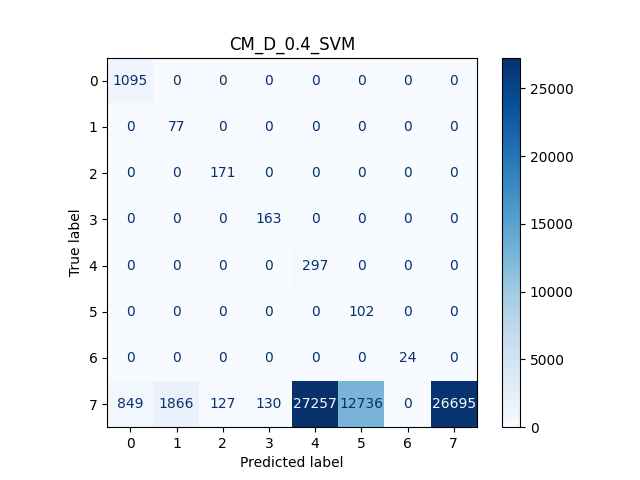 CM_D_0.4_SVM
0 1095 0 0 0 0 0 0 0
1 0 77 0 0 0 0 0 0
2 0 0 171 0 0 0 0 0
3 0 0 0 163 0 0 0 0
4 0 0 0 0 297 0 0 0
5 0 0 0 0 0 102 0 0
6 0 0 0 0 0 0 24 0
7 849 1866 127 130 27257 12736 0 26695
0 1 2 3 4 5 6 7
Predicted label
True label
25000
20000
15000
10000
5000
0